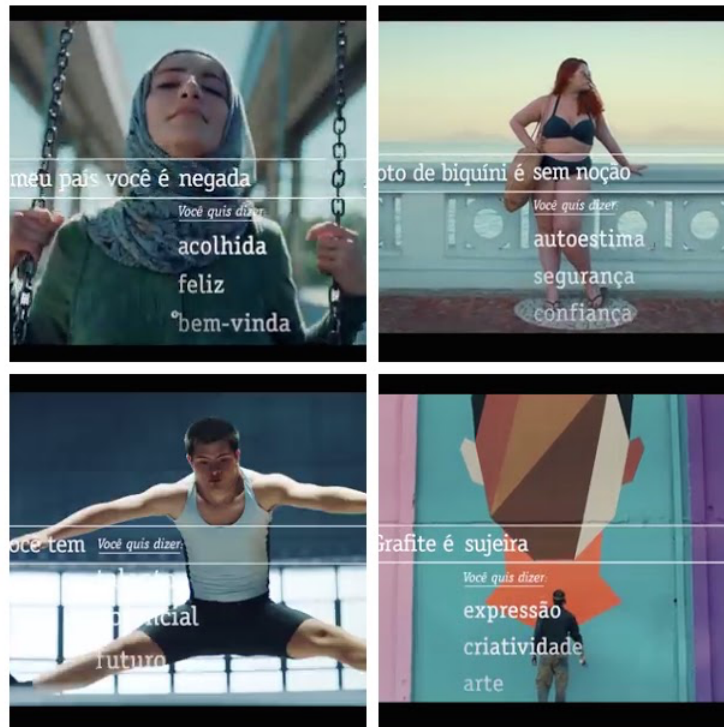 meu país você é negada
Você quis dizer:
acolhida
feliz
bem-vinda
oto de biquíni é sem noção
Você quis dizer:
autoestima
segurança
confiança
ocê tem
Você quis dizer:
futuro
Grafite é sujeira
Você quis dizer:
expressão
criatividade
arte